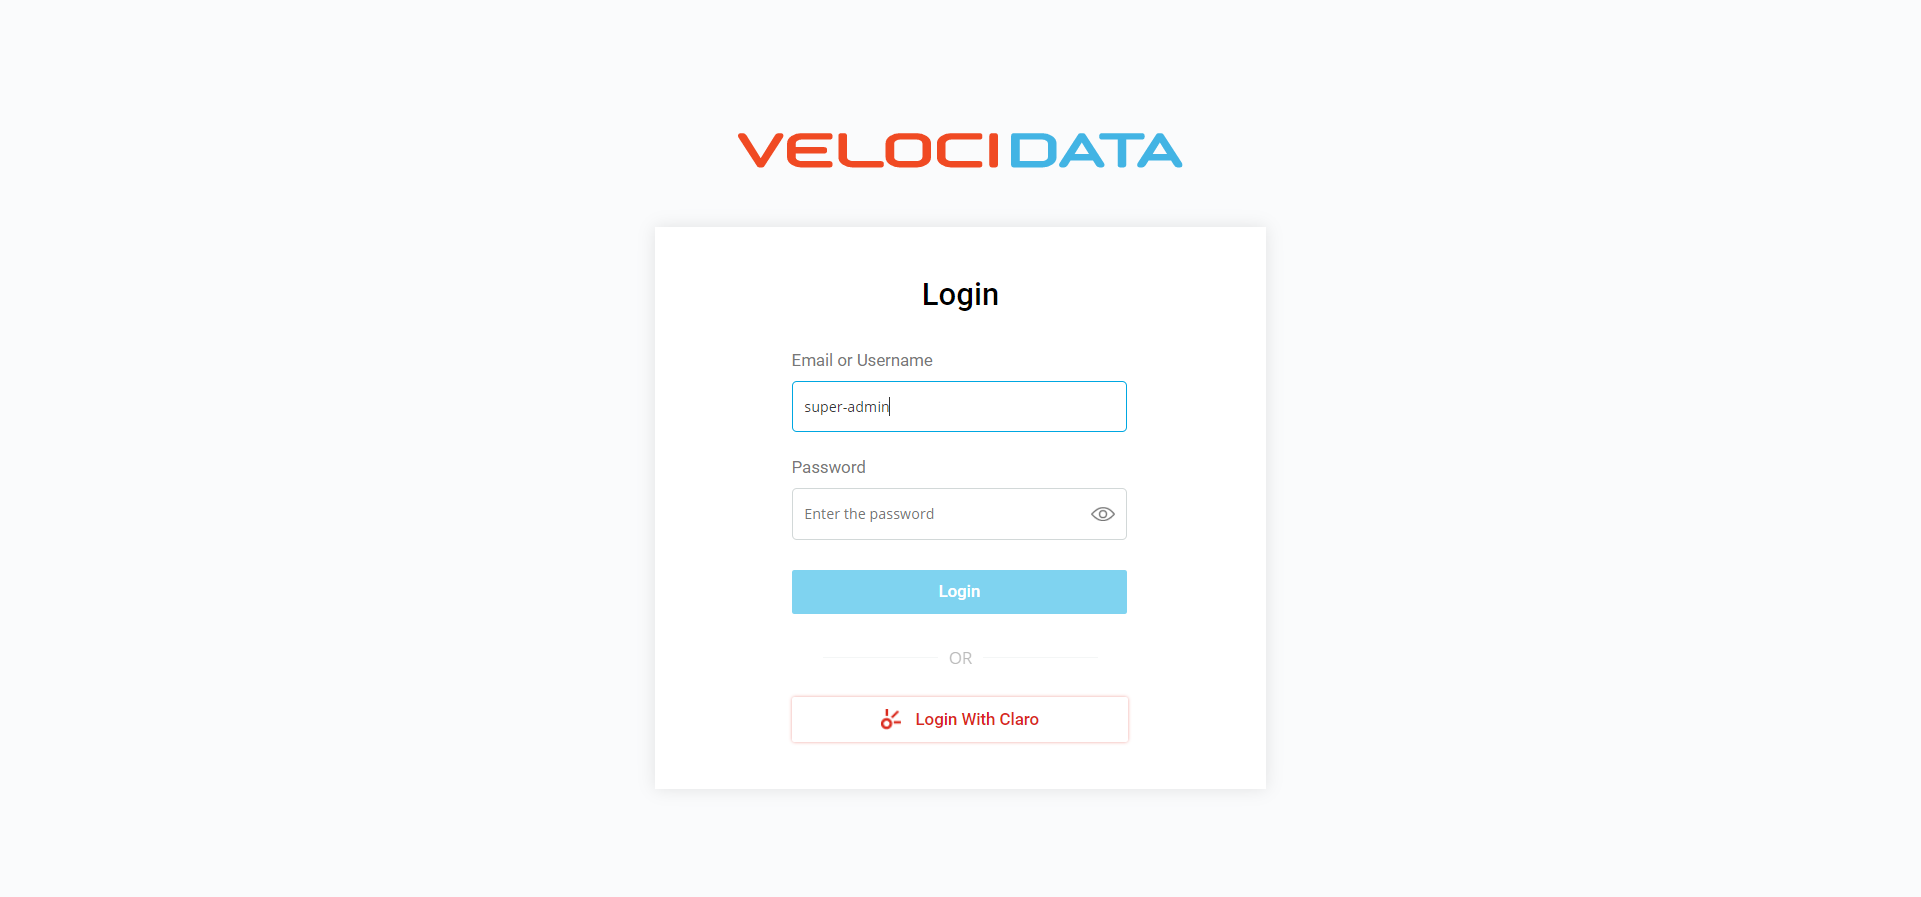 VELOCIDATA
Login
Email or Username
super-admin
Password
Enter the password
Login
OR
Login With Claro